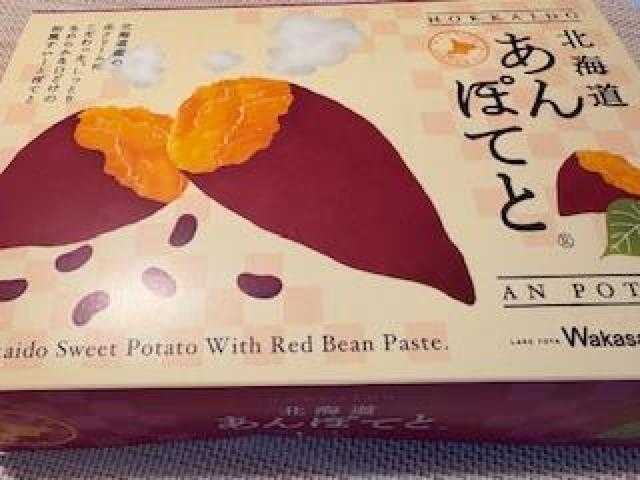 HOKKAIDO
北海道
あん
ぽてと
®
AN POT
LAKE TOYA Wakasa
kaido Sweet Potato With Red Bean Paste.
北海道
あんぽてと